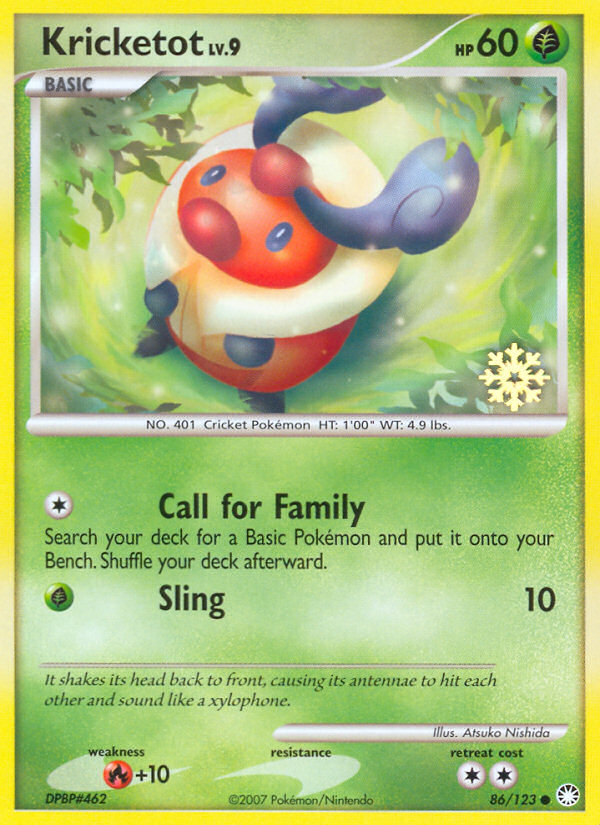 Kricketot LV.9 HP 60
BASIC
NO. 401 Cricket Pokémon HT: 1'00" WT: 4.9 lbs.
Call for Family
Search your deck for a Basic Pokémon and put it onto your
Bench. Shuffle your deck afterward.
Sling 10
It shakes its head back to front, causing its antennae to hit each
other and sound like a xylophone.
Illus. Atsuko Nishida
weakness resistance retreat cost
+10
DPBP#462 ©2007 Pokémon/Nintendo 86/123